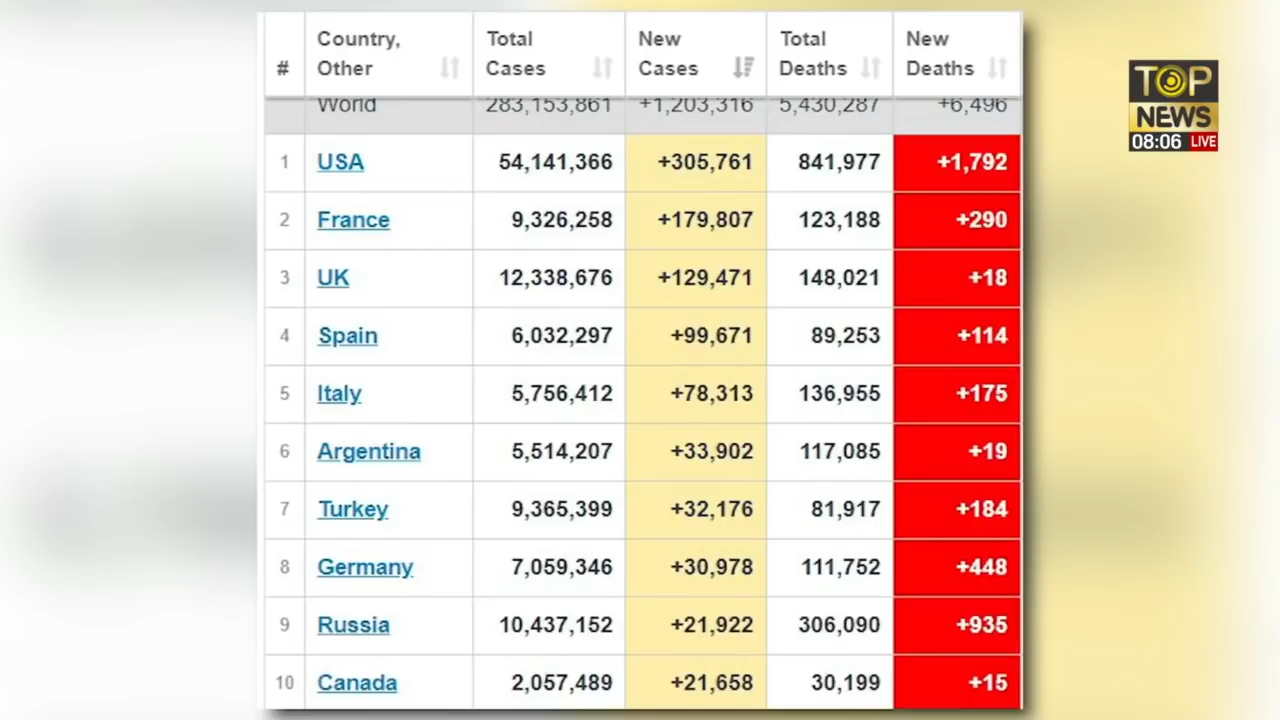 # Country, Other Total Cases New Cases Total Deaths New Deaths
World 283,153,861 +1,203,316 5,430,287 +6,496
1 USA 54,141,366 +305,761 841,977 +1,792
2 France 9,326,258 +179,807 123,188 +290
3 UK 12,338,676 +129,471 148,021 +18
4 Spain 6,032,297 +99,671 89,253 +114
5 Italy 5,756,412 +78,313 136,955 +175
6 Argentina 5,514,207 +33,902 117,085 +19
7 Turkey 9,365,399 +32,176 81,917 +184
8 Germany 7,059,346 +30,978 111,752 +448
9 Russia 10,437,152 +21,922 306,090 +935
10 Canada 2,057,489 +21,658 30,199 +15
TOP
NEWS
08:06 LIVE